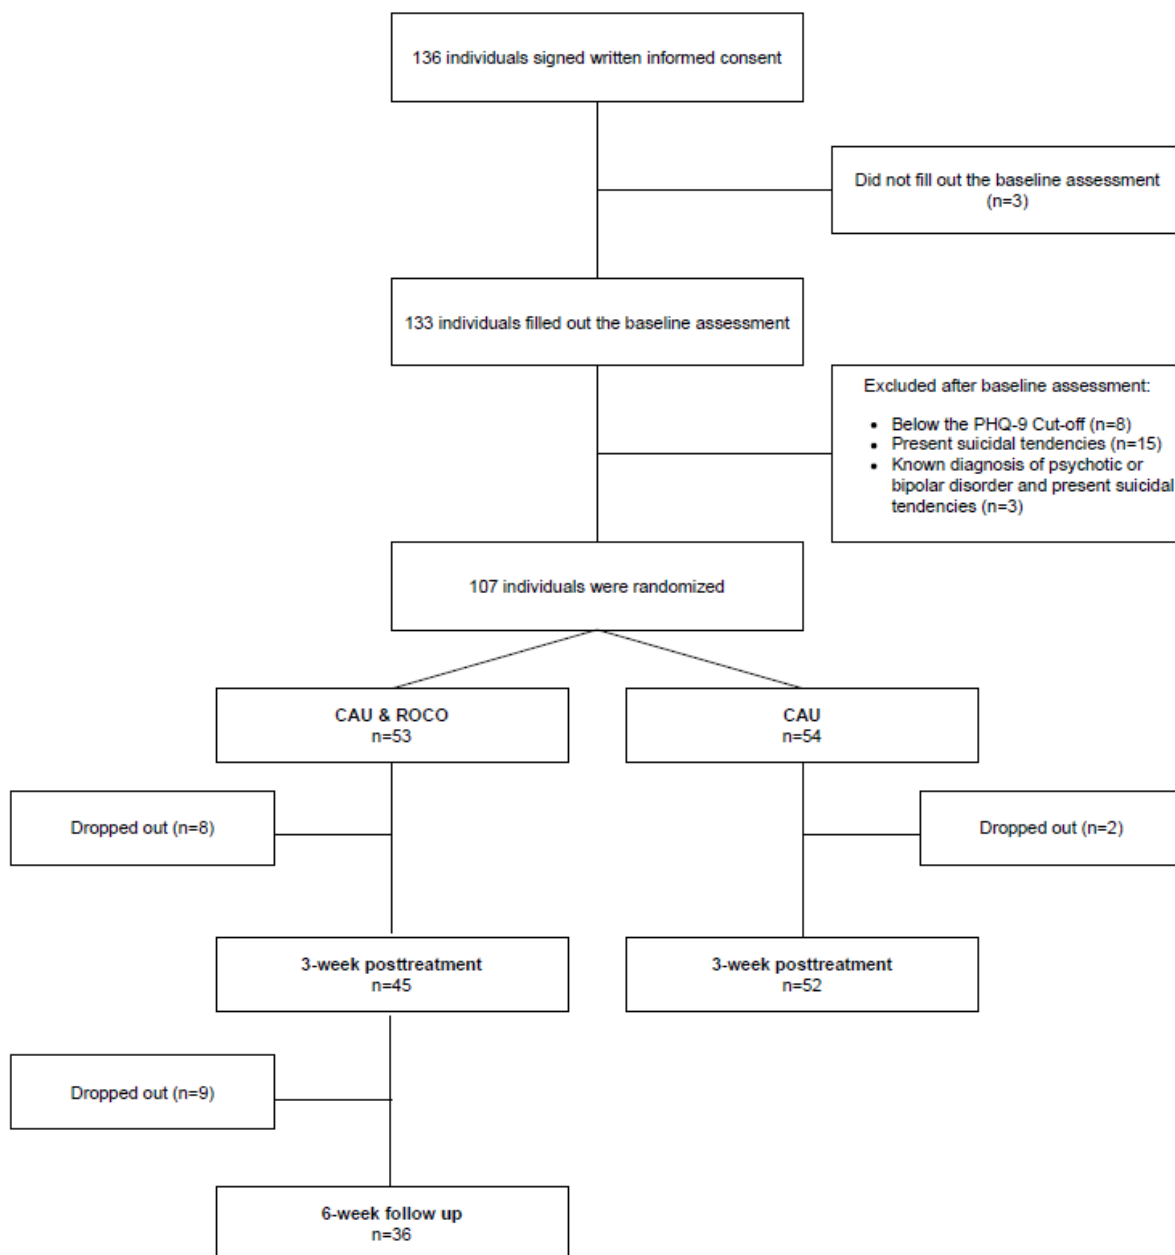 136 individuals signed written informed consent
Did not fill out the baseline assessment
(n=3)
133 individuals filled out the baseline assessment
Excluded after baseline assessment:
• Below the PHQ-9 Cut-off (n=8)
• Present suicidal tendencies (n=15)
• Known diagnosis of psychotic or
bipolar disorder and present suicidal
tendencies (n=3)
107 individuals were randomized
CAU & ROCO
n=53
CAU
n=54
Dropped out (n=8)
Dropped out (n=2)
3-week posttreatment
n=45
3-week posttreatment
n=52
Dropped out (n=9)
6-week follow up
n=36